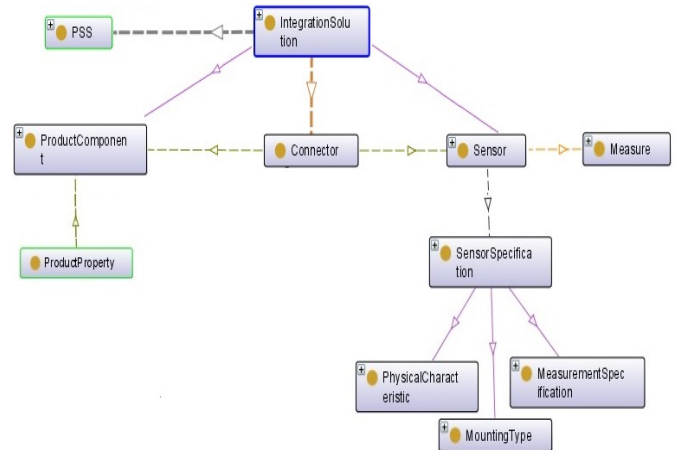 PSS
IntegrationSolu
tion
ProductComponen
t
Connector
Sensor
Measure
ProductProperty
SensorSpecifica
tion
PhysicalCharact
eristic
MeasurementSpec
ification
MountingType